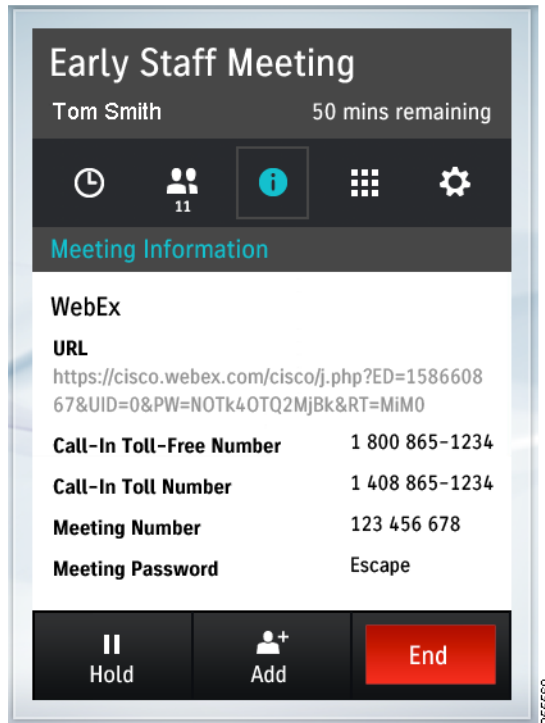 Early Staff Meeting
Tom Smith 50 mins remaining
11
Meeting Information
WebEx
URL
https://cisco.webex.com/cisco/j.php?ED=1586608
67&UID=0&PW=NOTk4OTQ2MjBk&RT=MiM0
Call-In Toll-Free Number 1 800 865-1234
Call-In Toll Number 1 408 865-1234
Meeting Number 123 456 678
Meeting Password Escape
Hold Add End